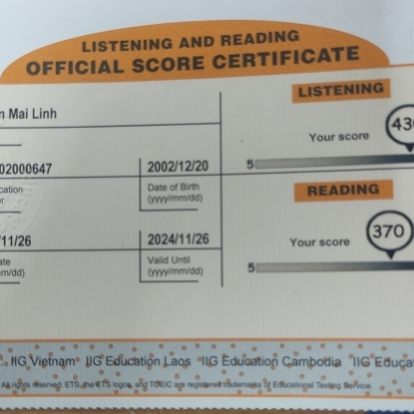 LISTENING AND READING
OFFICIAL SCORE CERTIFICATE
LISTENING
Mai Linh
Your score 430
02000647 2002/12/20 5
Date of Birth
(yyyy/mm/dd)
READING
370
/11/26 2024/11/26 Your score
Valid Until
(yyyy/mm/dd) 5
IIG Vietnam IIG Education Laos IIG Education Cambodia IIG Educa
All rights reserved. ETS, the ETS logos, and TOEIC are registered trademarks of Educational Testing Service.